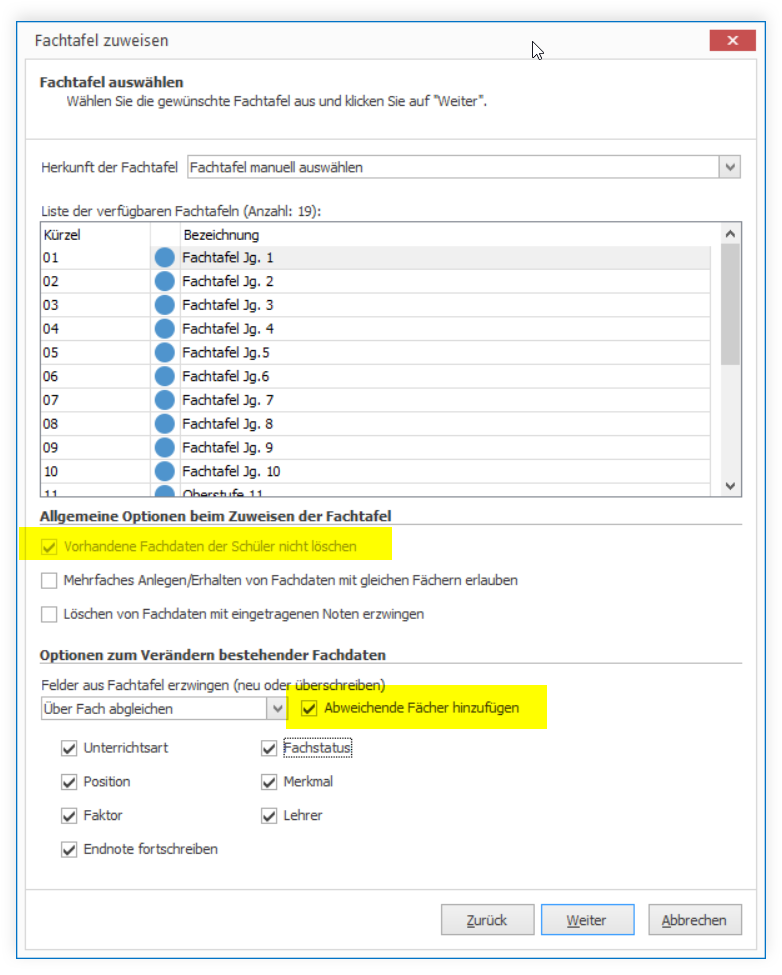 Fachtafel zuweisen
Fachtafel auswählen
Wählen Sie die gewünschte Fachtafel aus und klicken Sie auf "Weiter".
Herkunft der Fachtafel Fachtafel manuell auswählen
Liste der verfügbaren Fachtafeln (Anzahl: 19):
Kürzel Bezeichnung
01 Fachtafel Jg. 1
02 Fachtafel Jg. 2
03 Fachtafel Jg. 3
04 Fachtafel Jg. 4
05 Fachtafel Jg.5
06 Fachtafel Jg.6
07 Fachtafel Jg. 7
08 Fachtafel Jg. 8
09 Fachtafel Jg. 9
10 Fachtafel Jg. 10
11 Oberstufe 11
Allgemeine Optionen beim Zuweisen der Fachtafel
Vorhandene Fachdaten der Schüler nicht löschen
Mehrfaches Anlegen/Erhalten von Fachdaten mit gleichen Fächern erlauben
Löschen von Fachdaten mit eingetragenen Noten erzwingen
Optionen zum Verändern bestehender Fachdaten
Felder aus Fachtafel erzwingen (neu oder überschreiben)
Über Fach abgleichen Abweichende Fächer hinzufügen
Unterrichtsart Fachstatus
Position Merkmal
Faktor Lehrer
Endnote fortschreiben
Zurück Weiter Abbrechen